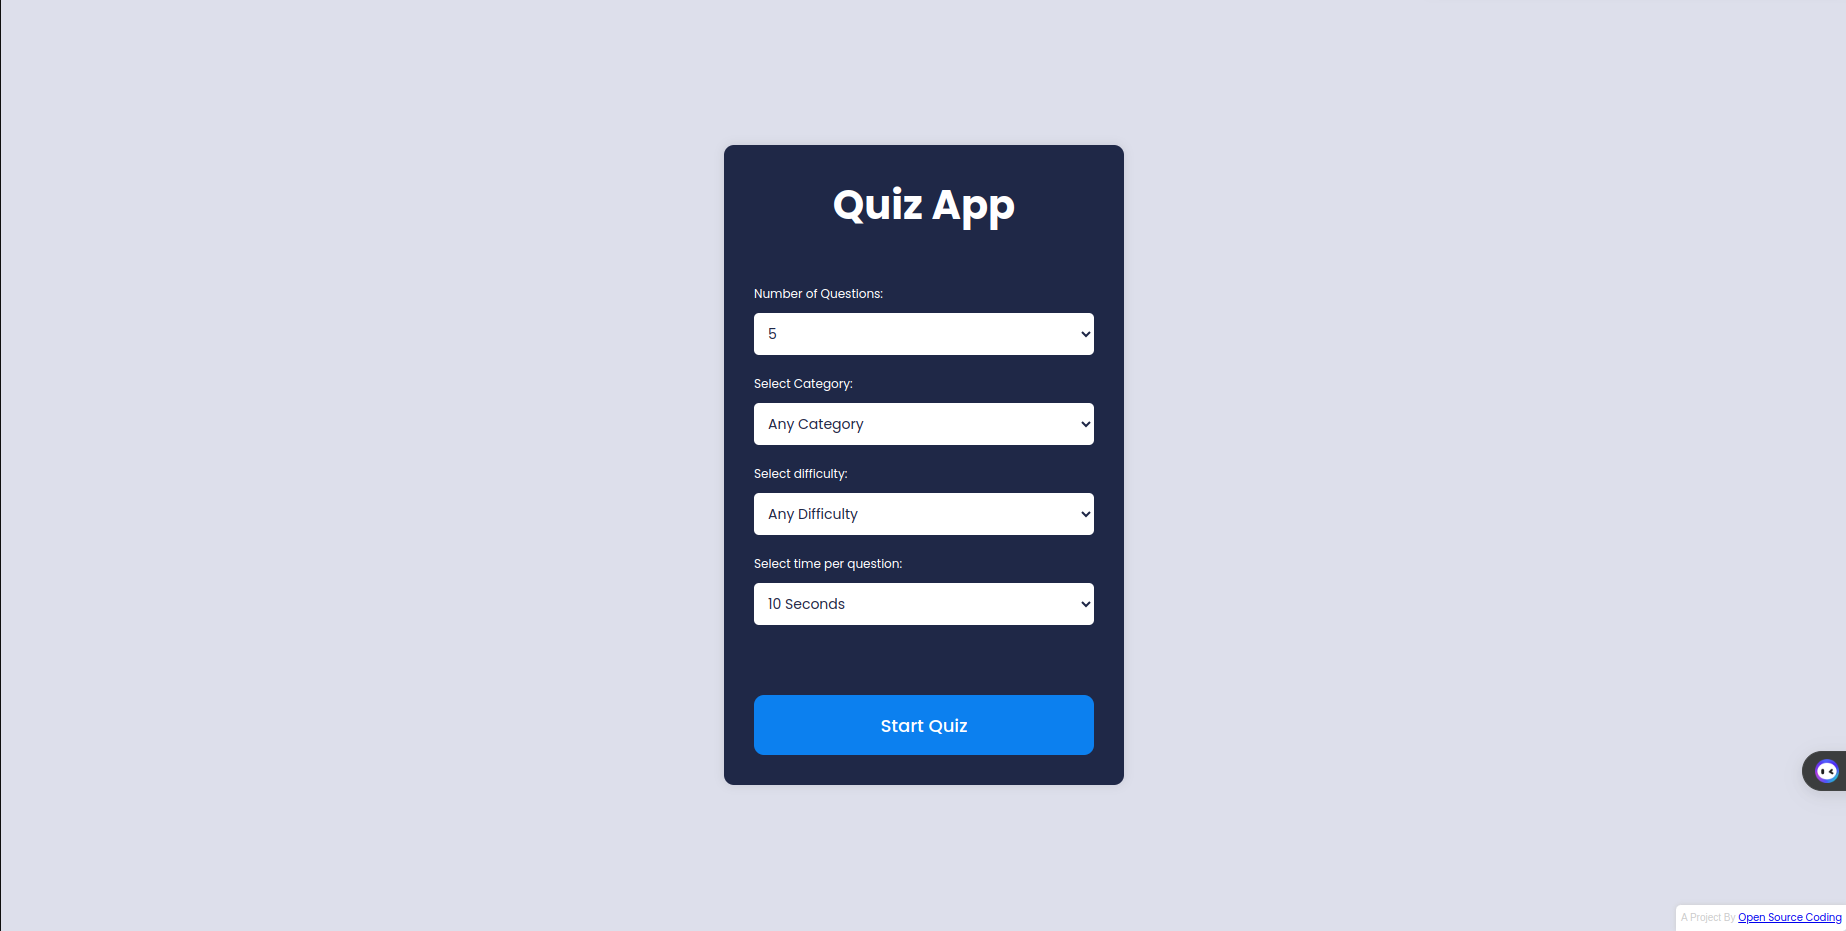 Quiz App
Number of Questions:
5
Select Category:
Any Category
Select difficulty:
Any Difficulty
Select time per question:
10 Seconds
Start Quiz
A Project By Open Source Coding